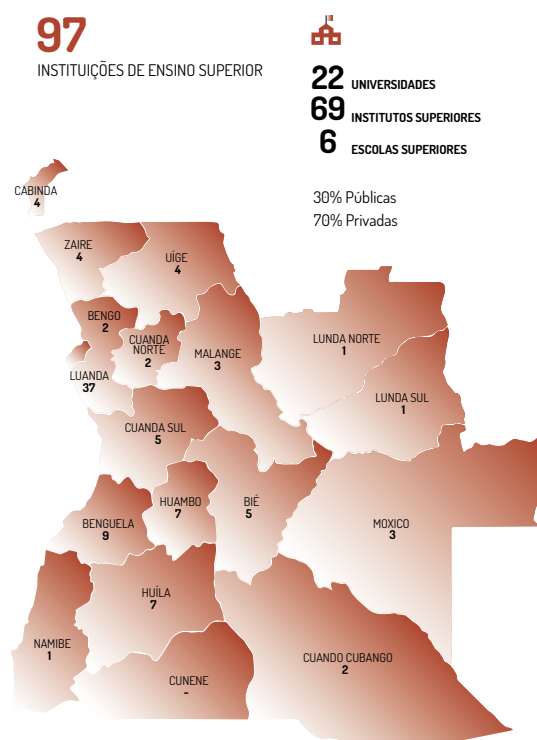 97
INSTITUIÇÕES DE ENSINO SUPERIOR
22 UNIVERSIDADES
69 INSTITUTOS SUPERIORES
6 ESCOLAS SUPERIORES
30% Públicas
70% Privadas
CABINDA
4
ZAIRE
4
UÍGE
4
BENGO
2
CUANDA
NORTE
2
MALANGE
3
LUNDA NORTE
1
LUANDA
37
LUNDA SUL
1
CUANDA SUL
5
HUAMBO
7
BIÉ
5
BENGUELA
9
MOXICO
3
HUÍLA
7
NAMIBE
1
CUANDO CUBANGO
2
CUNENE
-